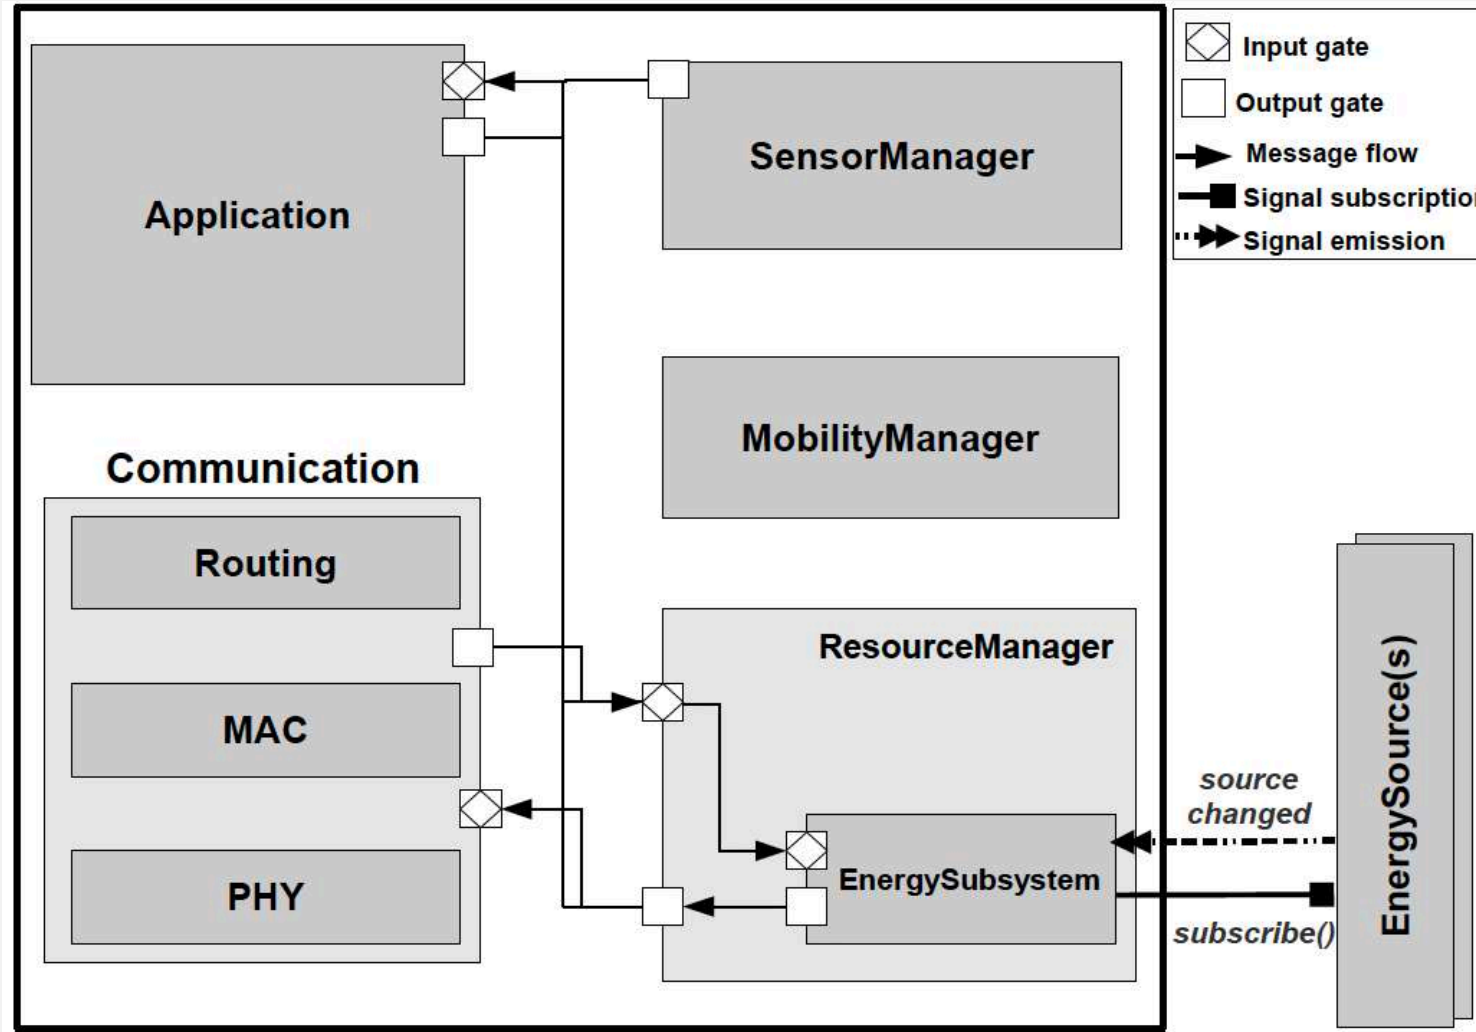 Application
SensorManager
Input gate
Output gate
Message flow
Signal subscription
Signal emission
MobilityManager
Communication
Routing
MAC
PHY
ResourceManager
EnergySubsystem
source
changed
subscribe()
EnergySource(s)